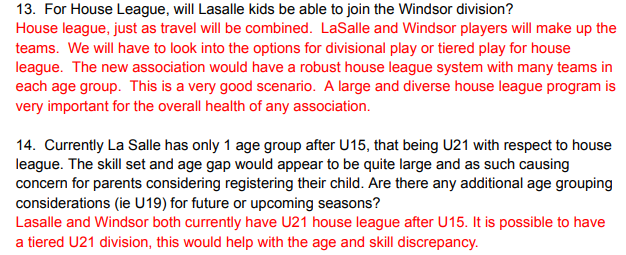 13.  For House League, will Lasalle kids be able to join the Windsor division?
House league, just as travel will be combined.  LaSalle and Windsor players will make up the
teams.  We will have to look into the options for divisional play or tiered play for house
league.  The new association would have a robust house league system with many teams in
each age group.  This is a very good scenario.  A large and diverse house league program is
very important for the overall health of any association.
14.  Currently La Salle has only 1 age group after U15, that being U21 with respect to house
league. The skill set and age gap would appear to be quite large and as such causing
concern for parents considering registering their child. Are there any additional age grouping
considerations (ie U19) for future or upcoming seasons?
Lasalle and Windsor both currently have U21 house league after U15. It is possible to have
a tiered U21 division, this would help with the age and skill discrepancy.